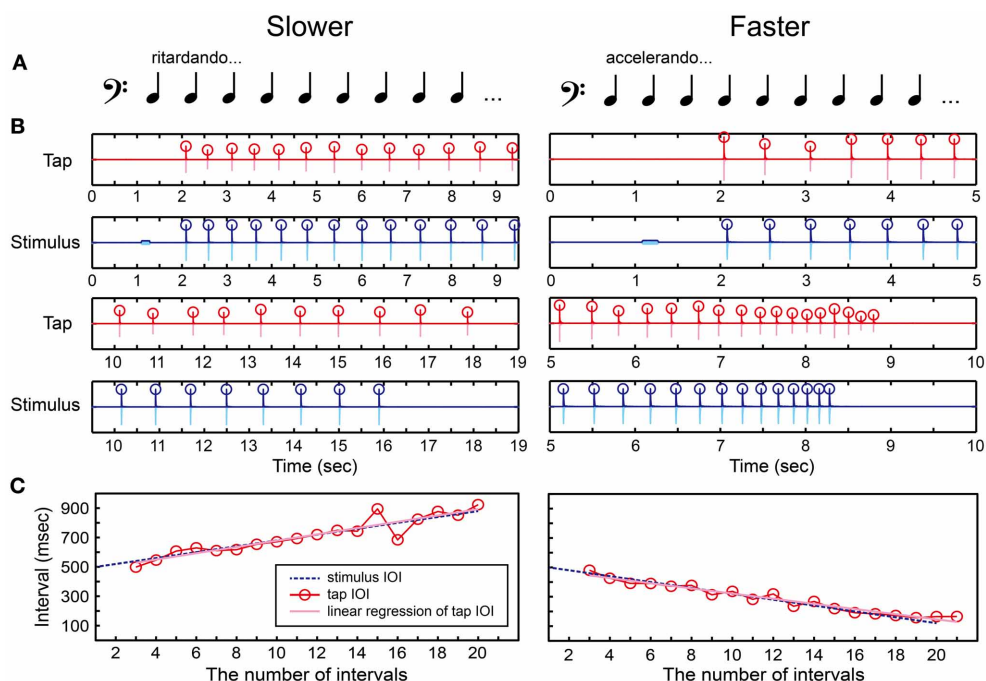 Slower Faster
A ritardando... accelerando...
... ...
B
Tap
0 1 2 3 4 5 6 7 8 9 0 1 2 3 4 5
Stimulus
0 1 2 3 4 5 6 7 8 9 0 1 2 3 4 5
Tap
10 11 12 13 14 15 16 17 18 19 5 6 7 8 9 10
Stimulus
10 11 12 13 14 15 16 17 18 19 5 6 7 8 9 10
Time (sec) Time (sec)
C
Interval (msec)
900 900
700 700
500 500
300 300
100 100
stimulus IOI
tap IOI
linear regression of tap IOI
2 4 6 8 10 12 14 16 18 20 2 4 6 8 10 12 14 16 18 20
The number of intervals The number of intervals